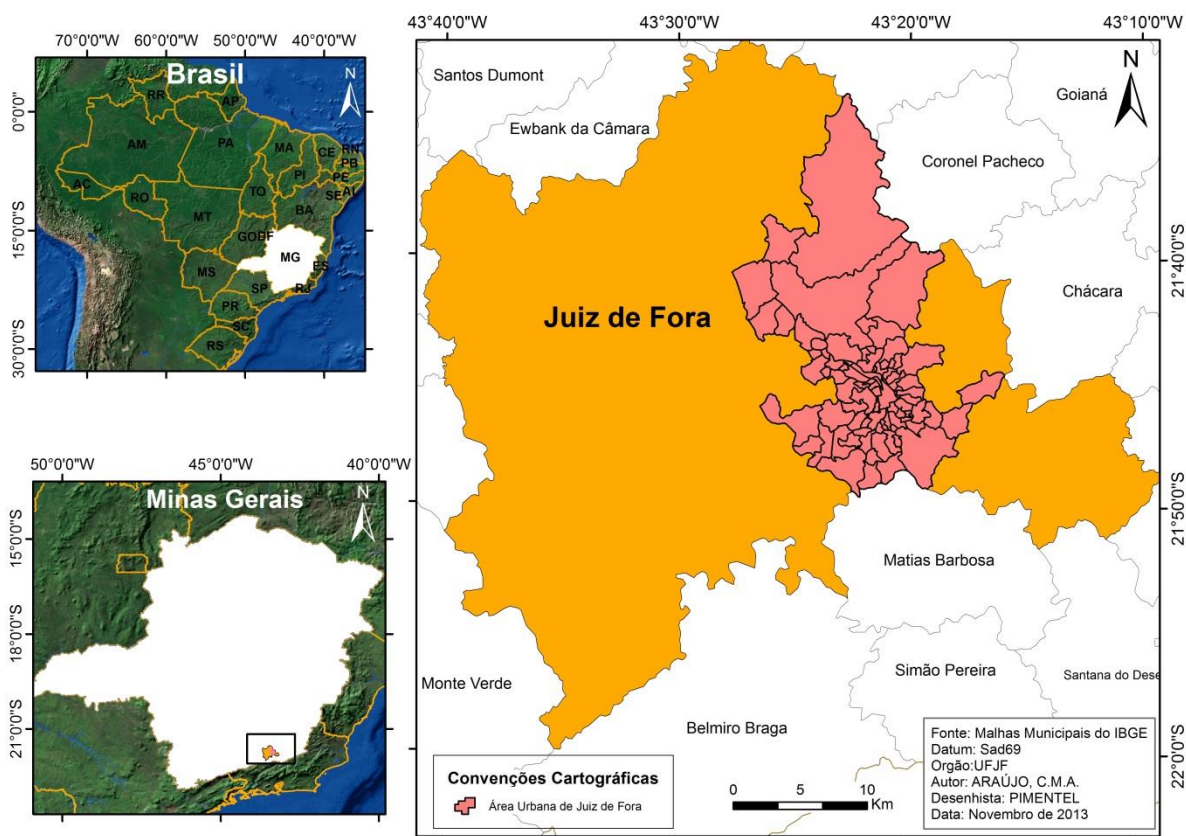 70°0'0"W 60°0'0"W 50°0'0"W 40°0'0"W
Brasil
N
0°0'0"
15°0'0"S
30°0'0"S
RR
AP
AM
PA
MA
CE
RN
PB
PI
PE
AC
AL
SE
RO
TO
BA
MT
GO
DF
MG
ES
MS
SP
RJ
PR
SC
RS
50°0'0"W 45°0'0"W 40°0'0"W
Minas Gerais
N
15°0'0"S
18°0'0"S
21°0'0"S
43°40'0"W 43°30'0"W 43°20'0"W 43°10'0"W
N
Santos Dumont
Goianá
Ewbank da Câmara
Coronel Pacheco
21°40'0"S
Chácara
Juiz de Fora
21°50'0"S
Matias Barbosa
Simão Pereira
Santana do Dese
Monte Verde
Belmiro Braga
22°0'0"S
Convenções Cartográficas
Área Urbana de Juiz de Fora
0 5 10
Km
Fonte: Malhas Municipais do IBGE
Datum: Sad69
Orgão:UFJF
Autor: ARAÚJO, C.M.A.
Desenhista: PIMENTEL
Data: Novembro de 2013